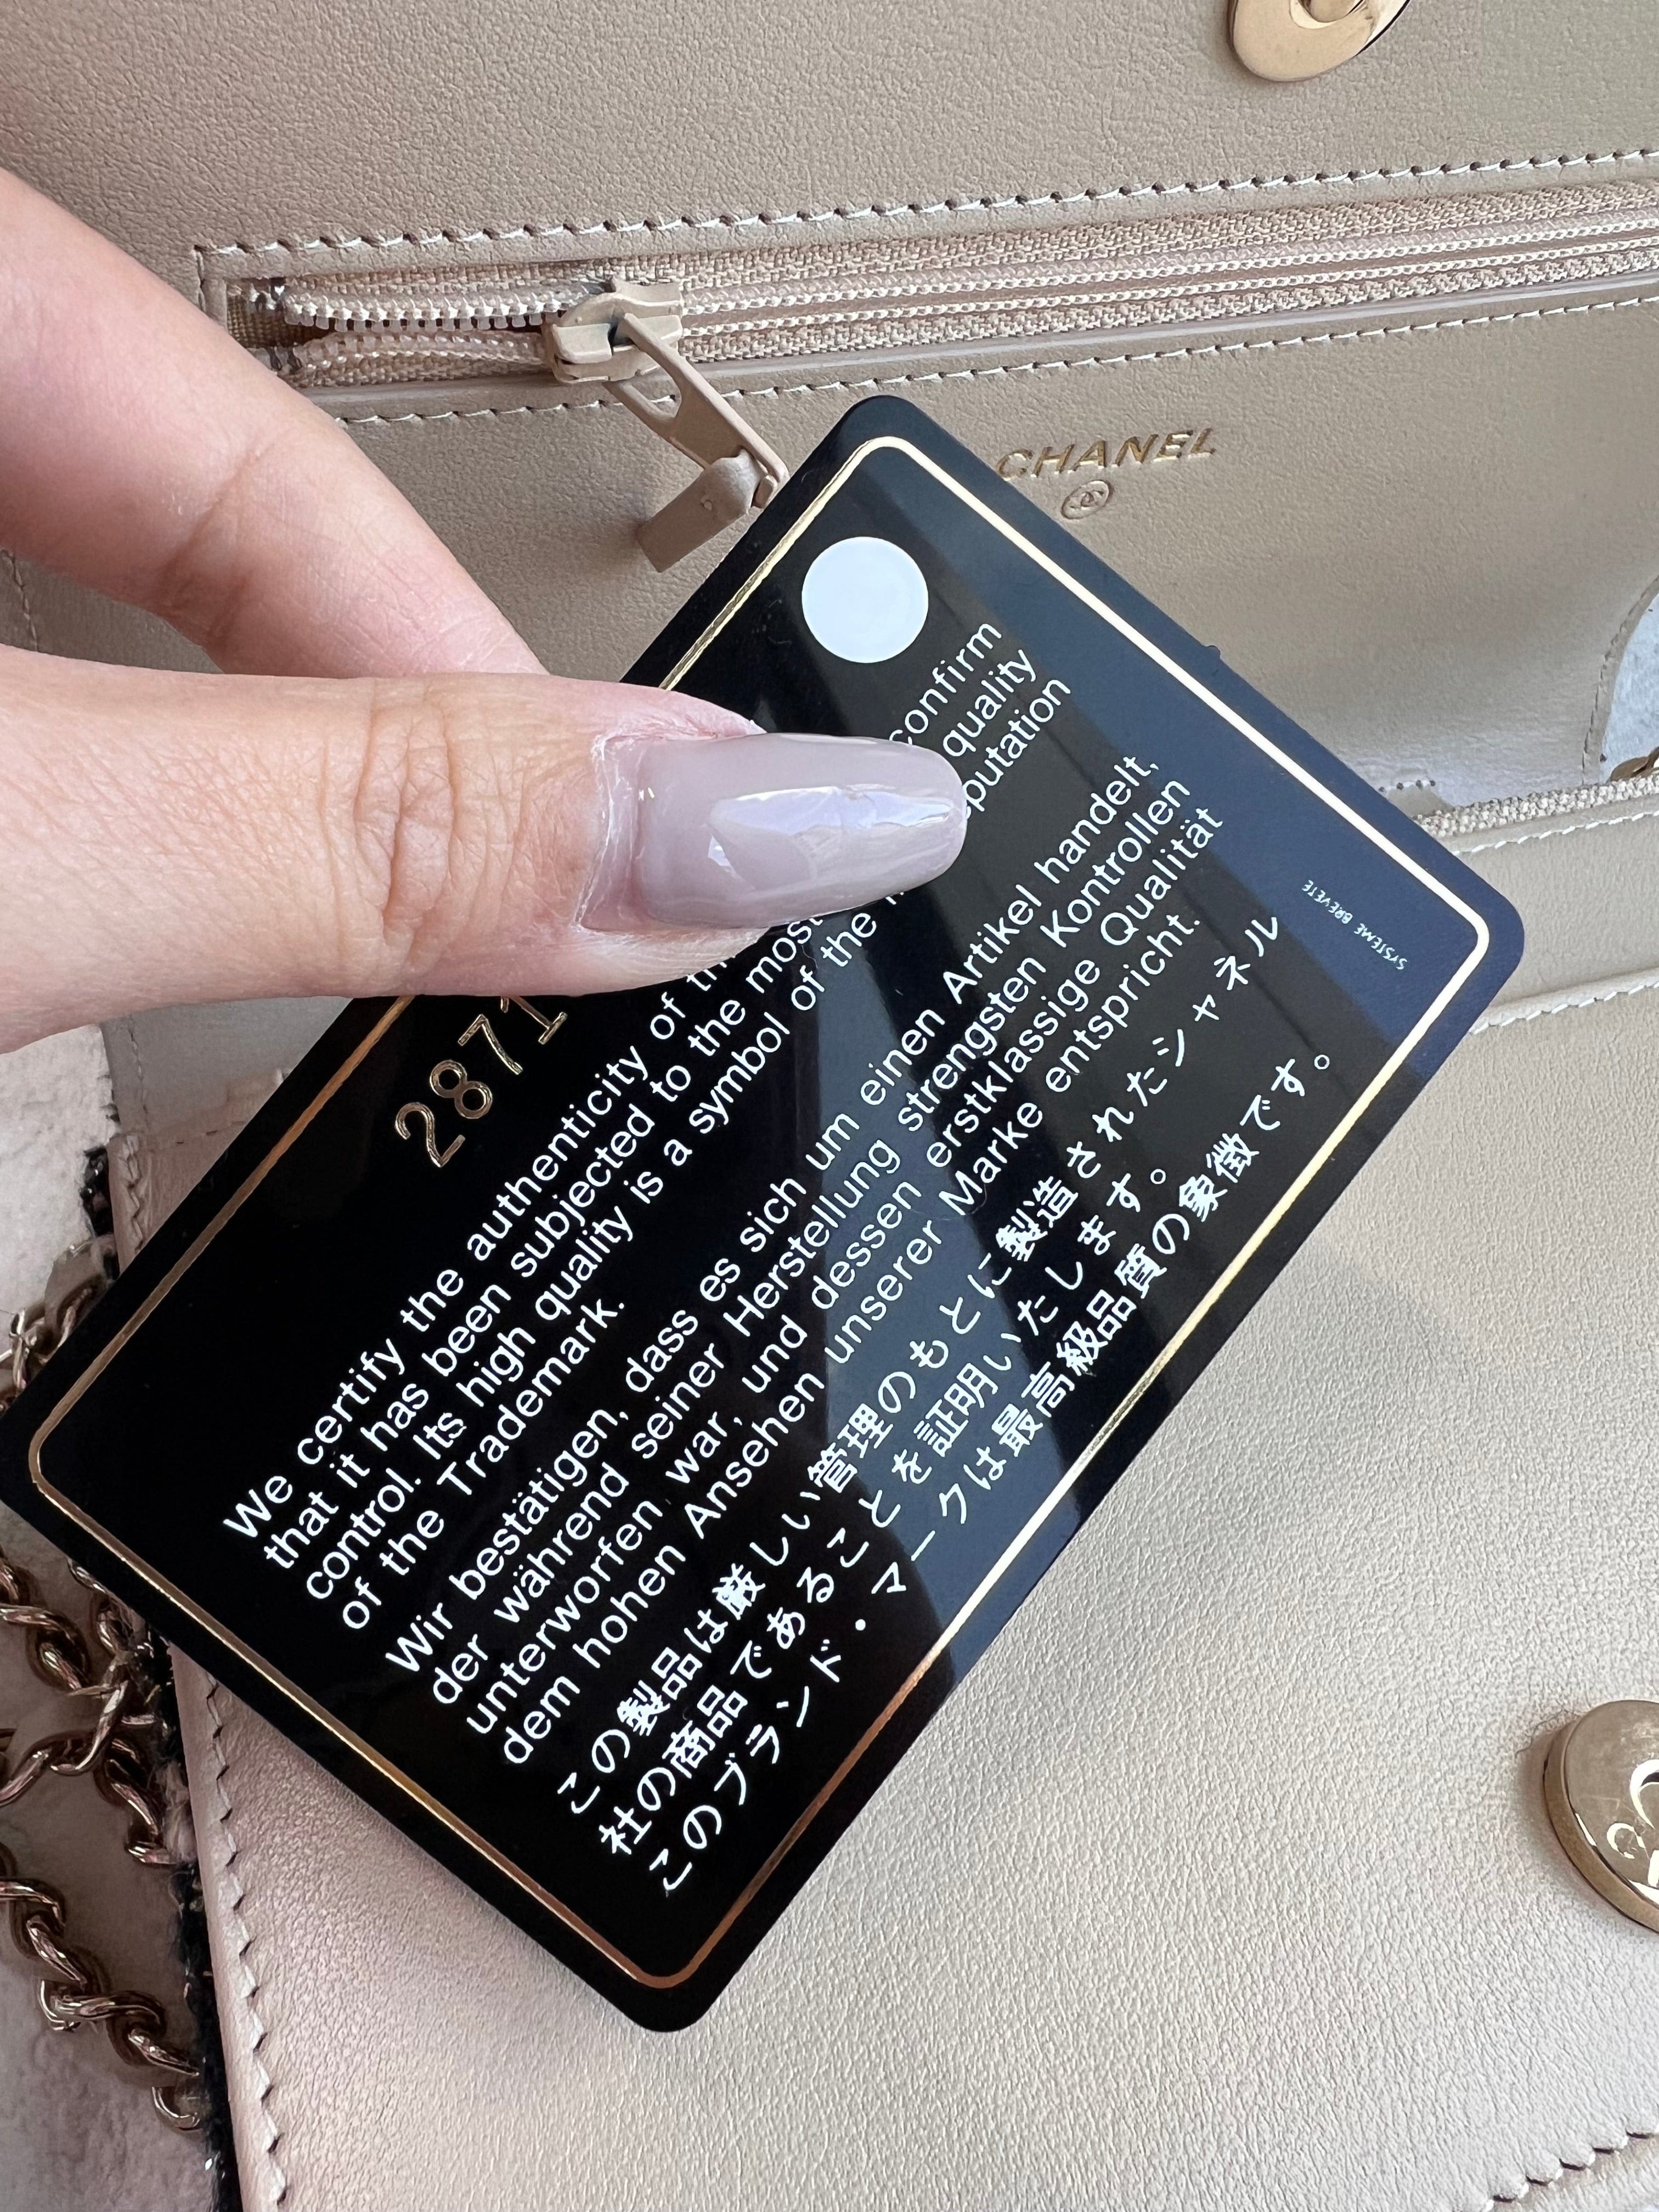 CHANEL
2871
We certify the authenticity of
confirm
that it has been subjected to the most
quality
control. Its high quality is a symbol of the
of the Trademark.
Wir bestätigen, dass es sich um einen Artikel handelt,
der während seiner Herstellung strengsten Kontrollen
unterworfen war, und dessen erstklassige Qualität
dem hohen Ansehen unserer Marke entspricht.
この製品は厳しい管理のもとに製造されたシャネル
社の商品であることを証明いたします。
このブランド・マークは最高級品質の象徴です。
SYSTEME BREVETE